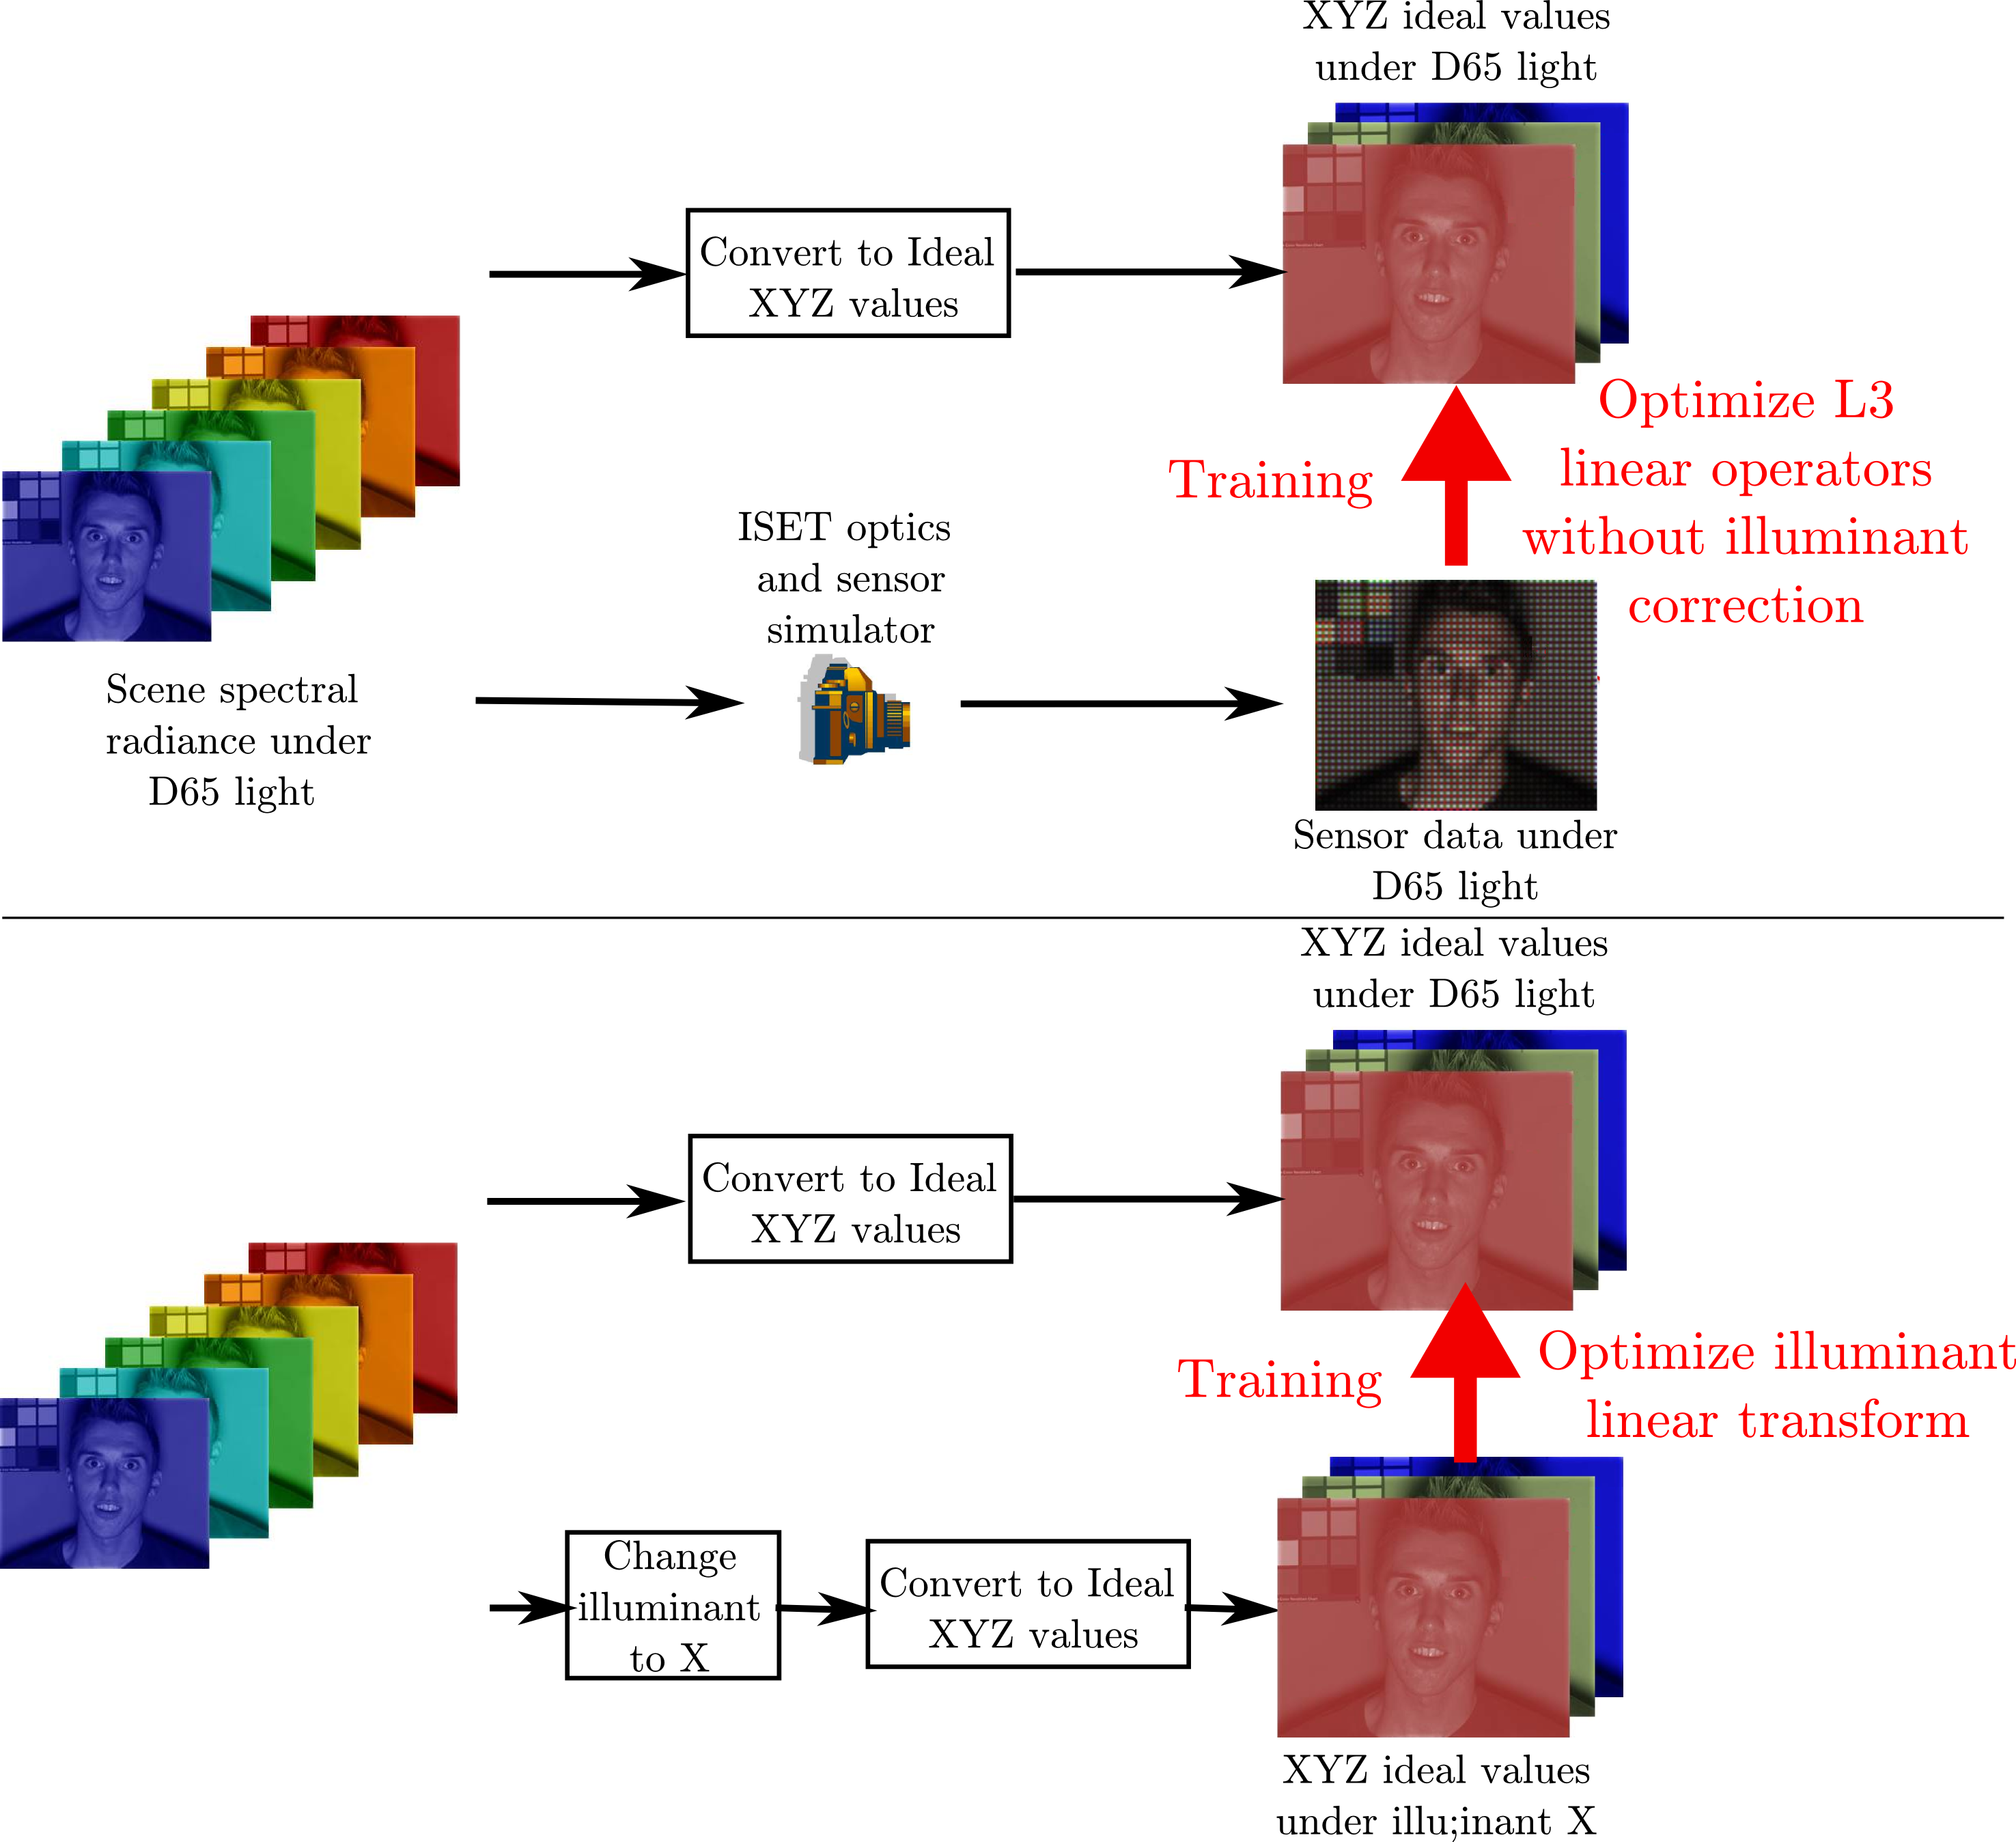 XYZ ideal values
under D65 light
Convert to Ideal
XYZ values
Optimize L3
linear operators
without illuminant
correction
Training
ISET optics
and sensor
simulator
Scene spectral
radiance under
D65 light
Sensor data under
D65 light
XYZ ideal values
under D65 light
Convert to Ideal
XYZ values
Training
Optimize illuminant
linear transform
Change
illuminant
to X
Convert to Ideal
XYZ values
XYZ ideal values
under illu;inant X